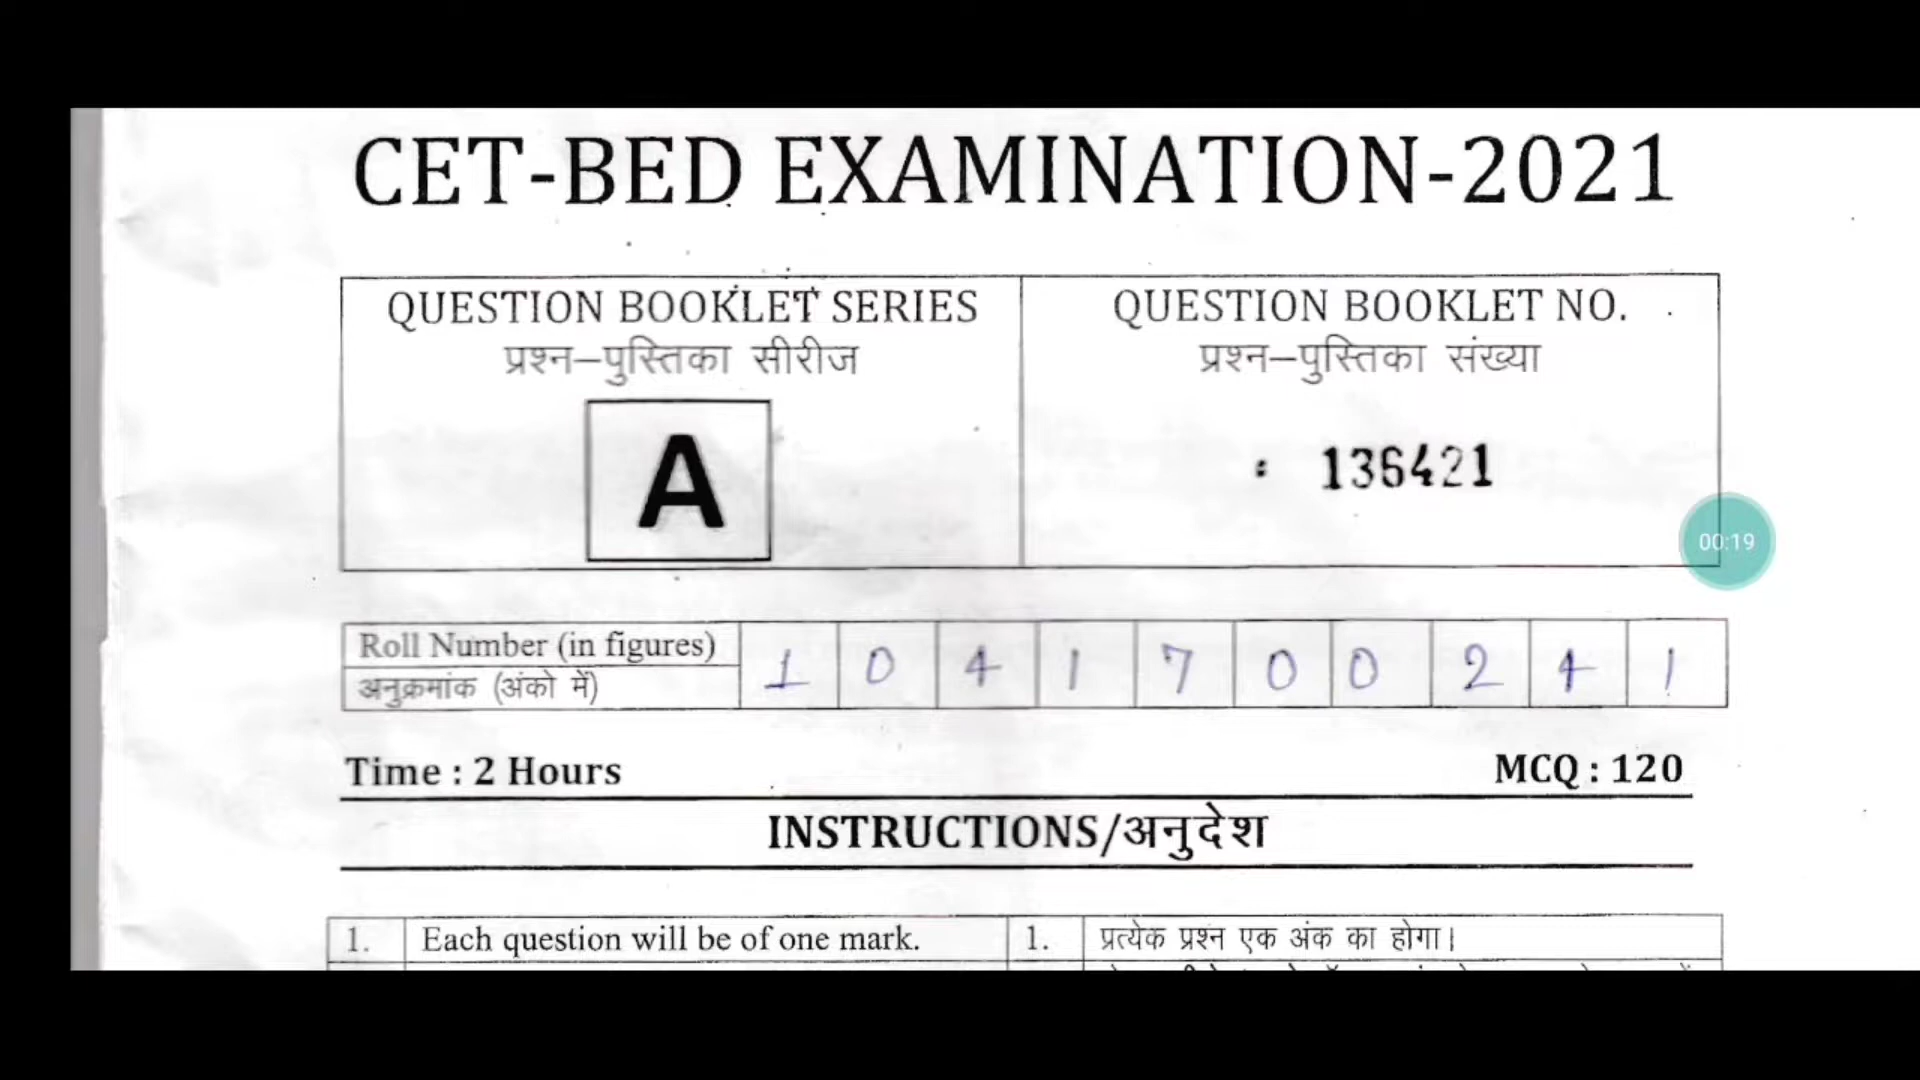 CET-BED EXAMINATION-2021
QUESTION BOOKLET SERIES
प्रश्न–पुस्तिका सीरीज
A
QUESTION BOOKLET NO.
प्रश्न–पुस्तिका संख्या
: 136421
00:19
Roll Number (in figures)
अनुक्रमांक (अंको में)
1 0 4 1 7 0 0 2 4 1
Time : 2 Hours
MCQ : 120
INSTRUCTIONS/अनुदेश
1. Each question will be of one mark.
1. प्रत्येक प्रश्न एक अंक का होगा।